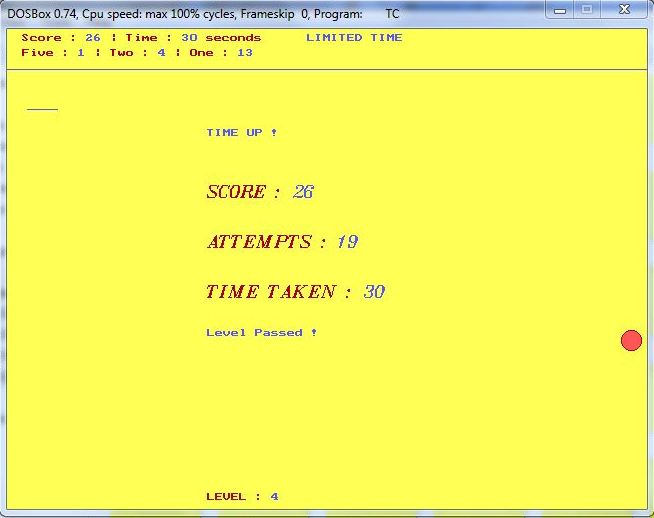 DOSBox 0.74, Cpu speed: max 100% cycles, Frameskip 0, Program: TC
Score : 26 ¦ Time : 30 seconds LIMITED TIME
Five : 1 ¦ Two : 4 ¦ One : 13
TIME UP !
SCORE : 26
ATTEMPTS : 19
TIME TAKEN : 30
Level Passed !
LEVEL : 4